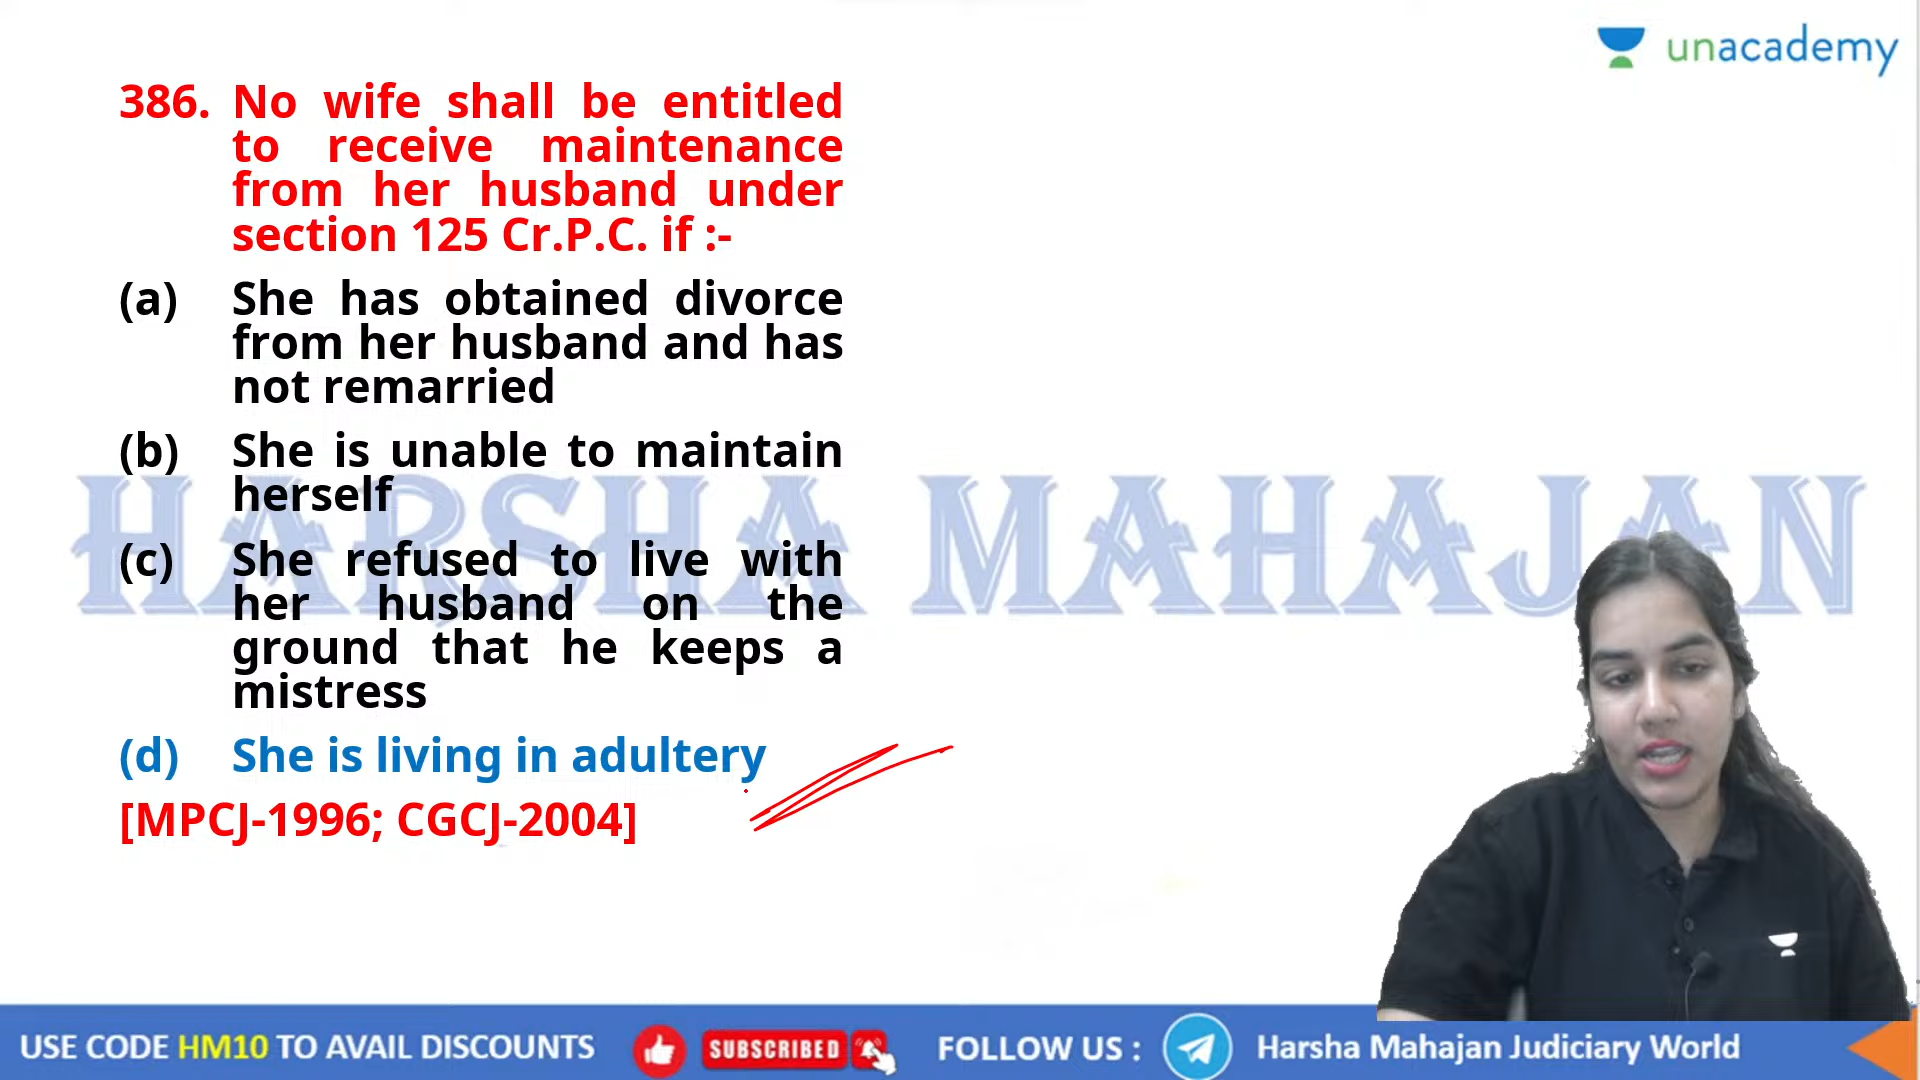 unacademy
386. No wife shall be entitled
to receive maintenance
from her husband under
section 125 Cr.P.C. if :-
(a) She has obtained divorce
from her husband and has
not remarried
(b) She is unable to maintain
herself
(c) She refused to live with
her husband on the
ground that he keeps a
mistress
(d) She is living in adultery
[MPCJ-1996; CGCJ-2004]
HARSHA MAHAJAN
USE CODE HM10 TO AVAIL DISCOUNTS
SUBSCRIBED
FOLLOW US :
Harsha Mahajan Judiciary World